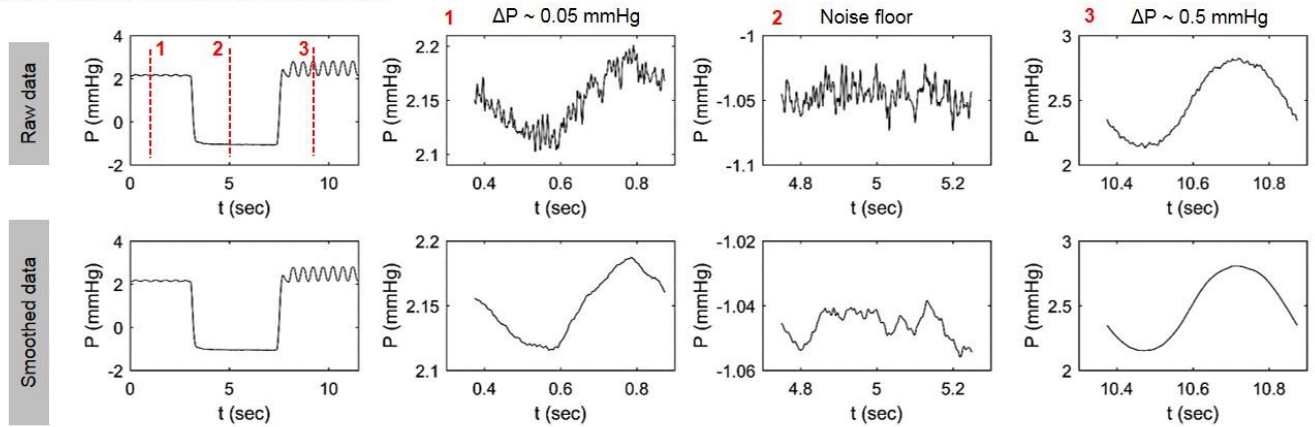 1 ΔP ~ 0.05 mmHg
2 Noise floor
3 ΔP ~ 0.5 mmHg
Raw data
P (mmHg)
4
2
0
-2
1
2
3
0 5 10
t (sec)
P (mmHg)
2.2
2.15
2.1
0.4 0.6 0.8
t (sec)
P (mmHg)
-1
-1.05
-1.1
4.8 5 5.2
t (sec)
P (mmHg)
3
2.5
2
10.4 10.6 10.8
t (sec)
Smoothed data
P (mmHg)
4
2
0
-2
0 5 10
t (sec)
P (mmHg)
2.2
2.15
2.1
0.4 0.6 0.8
t (sec)
P (mmHg)
-1.02
-1.04
-1.06
4.8 5 5.2
t (sec)
P (mmHg)
3
2.5
2
10.4 10.6 10.8
t (sec)